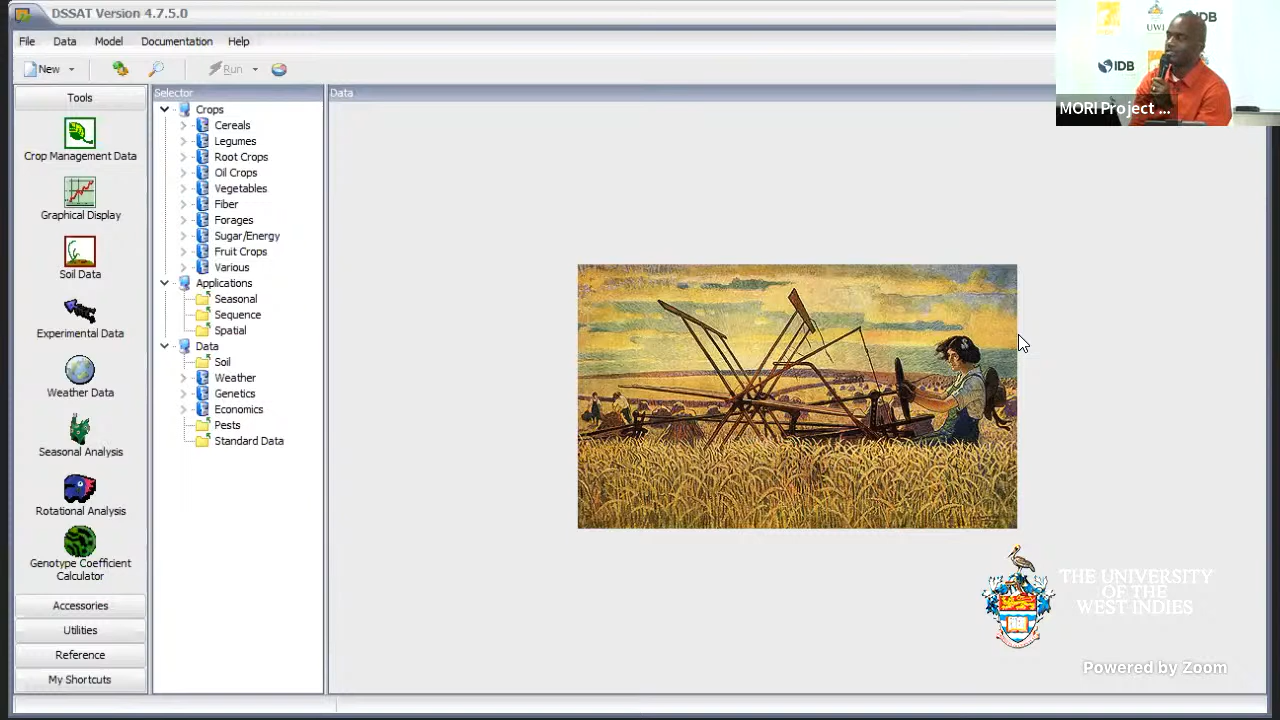 DSSAT Version 4.7.5.0
File Data Model Documentation Help
New Run
Tools
Crop Management Data
Graphical Display
Soil Data
Experimental Data
Weather Data
Seasonal Analysis
Rotational Analysis
Genotype Coefficient
Calculator
Accessories
Utilities
Reference
My Shortcuts
Selector
Crops
Cereals
Legumes
Root Crops
Oil Crops
Vegetables
Fiber
Forages
Sugar/Energy
Fruit Crops
Various
Applications
Seasonal
Sequence
Spatial
Data
Soil
Weather
Genetics
Economics
Pests
Standard Data
Data
UWI
IDB
IDB
MORI Project ...
THE UNIVERSITY
OF THE
WEST INDIES
Powered by Zoom